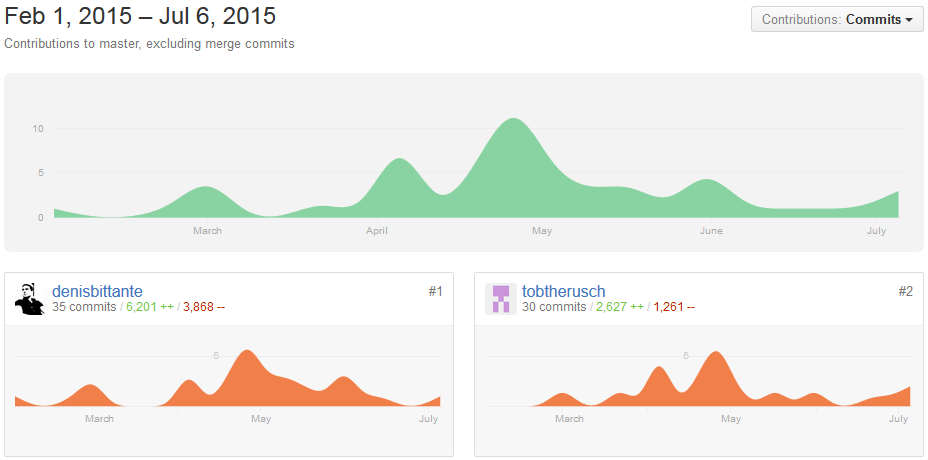 Feb 1, 2015 – Jul 6, 2015
Contributions: Commits
Contributions to master, excluding merge commits
10
5
0
March April May June July
denisbittante #1
35 commits / 6,201 ++ / 3,868 --
5
March May July
tobtherusch #2
30 commits / 2,627 ++ / 1,261 --
5
March May July